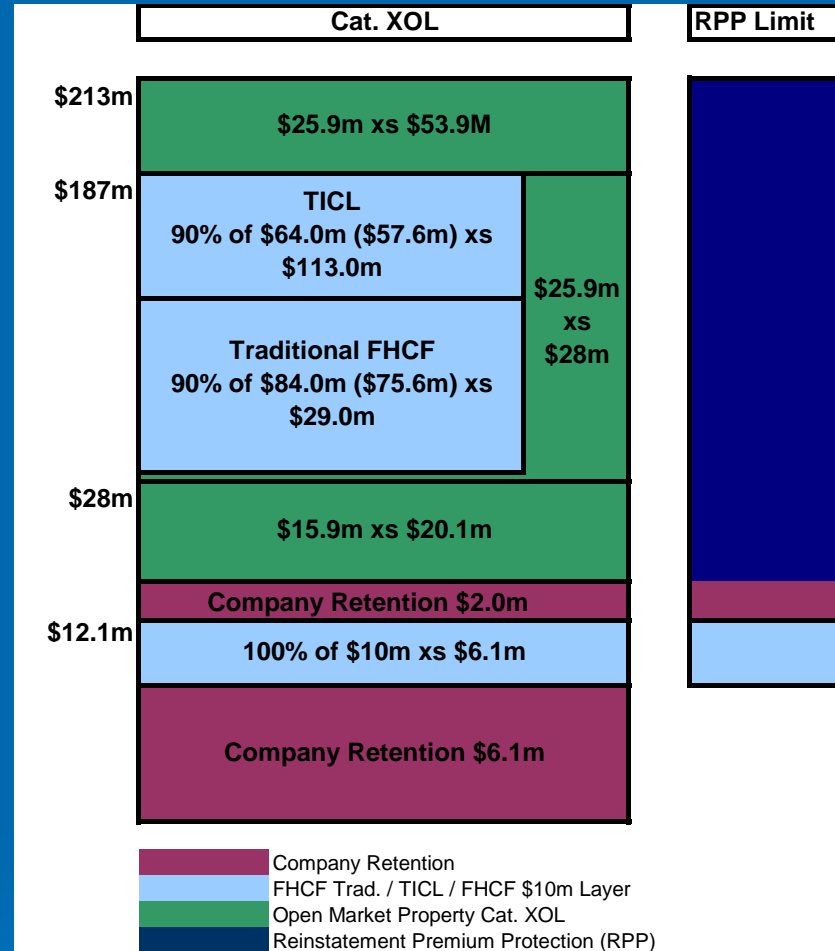 Cat. XOL
RPP Limit
$213m
$25.9m xs $53.9M
$187m
TICL
90% of $64.0m ($57.6m) xs
$113.0m
$25.9m
xs
$28m
Traditional FHCF
90% of $84.0m ($75.6m) xs
$29.0m
$28m
$15.9m xs $20.1m
Company Retention $2.0m
$12.1m
100% of $10m xs $6.1m
Company Retention $6.1m
Company Retention
FHCF Trad. / TICL / FHCF $10m Layer
Open Market Property Cat. XOL
Reinstatement Premium Protection (RPP)